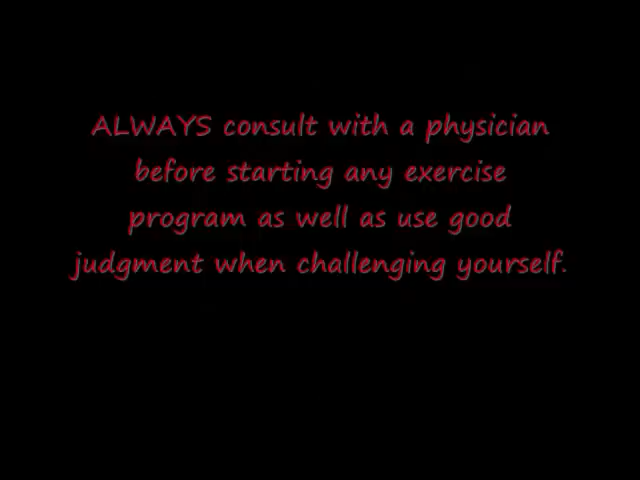 ALWAYS consult with a physician
before starting any exercise
program as well as use good
judgment when challenging yourself.